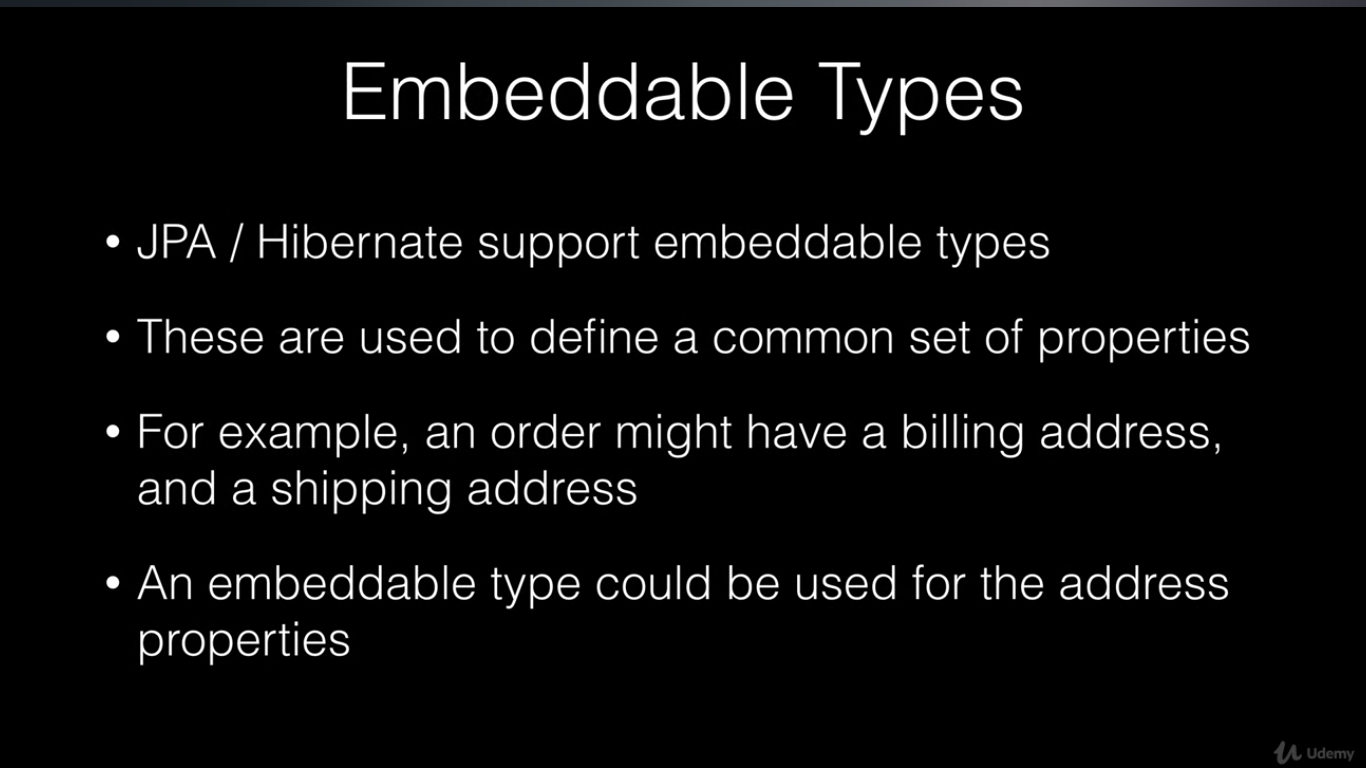 Embeddable Types
• JPA / Hibernate support embeddable types
• These are used to define a common set of properties
• For example, an order might have a billing address,
and a shipping address
• An embeddable type could be used for the address
properties
Udemy